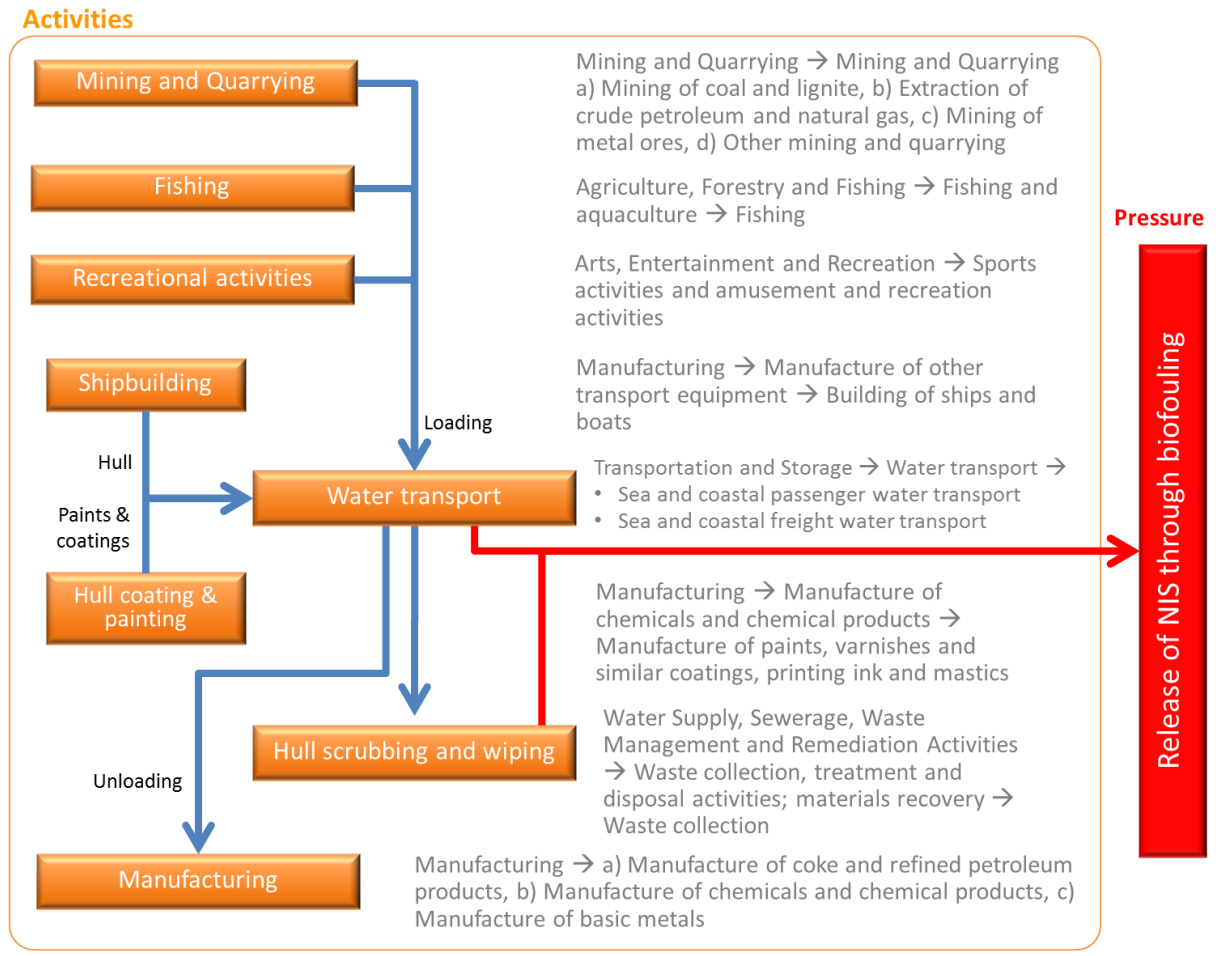 Activities
Mining and Quarrying
Mining and Quarrying → Mining and Quarrying
a) Mining of coal and lignite, b) Extraction of
crude petroleum and natural gas, c) Mining of
metal ores, d) Other mining and quarrying
Fishing
Agriculture, Forestry and Fishing → Fishing and
aquaculture → Fishing
Pressure
Recreational activities
Arts, Entertainment and Recreation → Sports
activities and amusement and recreation
activities
Shipbuilding
Manufacturing → Manufacture of other
transport equipment → Building of ships and
boats
Loading
Hull
Water transport
Transportation and Storage → Water transport →
• Sea and coastal passenger water transport
• Sea and coastal freight water transport
Paints &
coatings
Release of NIS through biofouling
Hull coating &
painting
Manufacturing → Manufacture of
chemicals and chemical products →
Manufacture of paints, varnishes and
similar coatings, printing ink and mastics
Hull scrubbing and wiping
Water Supply, Sewerage, Waste
Management and Remediation Activities
→ Waste collection, treatment and
disposal activities; materials recovery →
Waste collection
Unloading
Manufacturing
Manufacturing → a) Manufacture of coke and refined petroleum
products, b) Manufacture of chemicals and chemical products, c)
Manufacture of basic metals